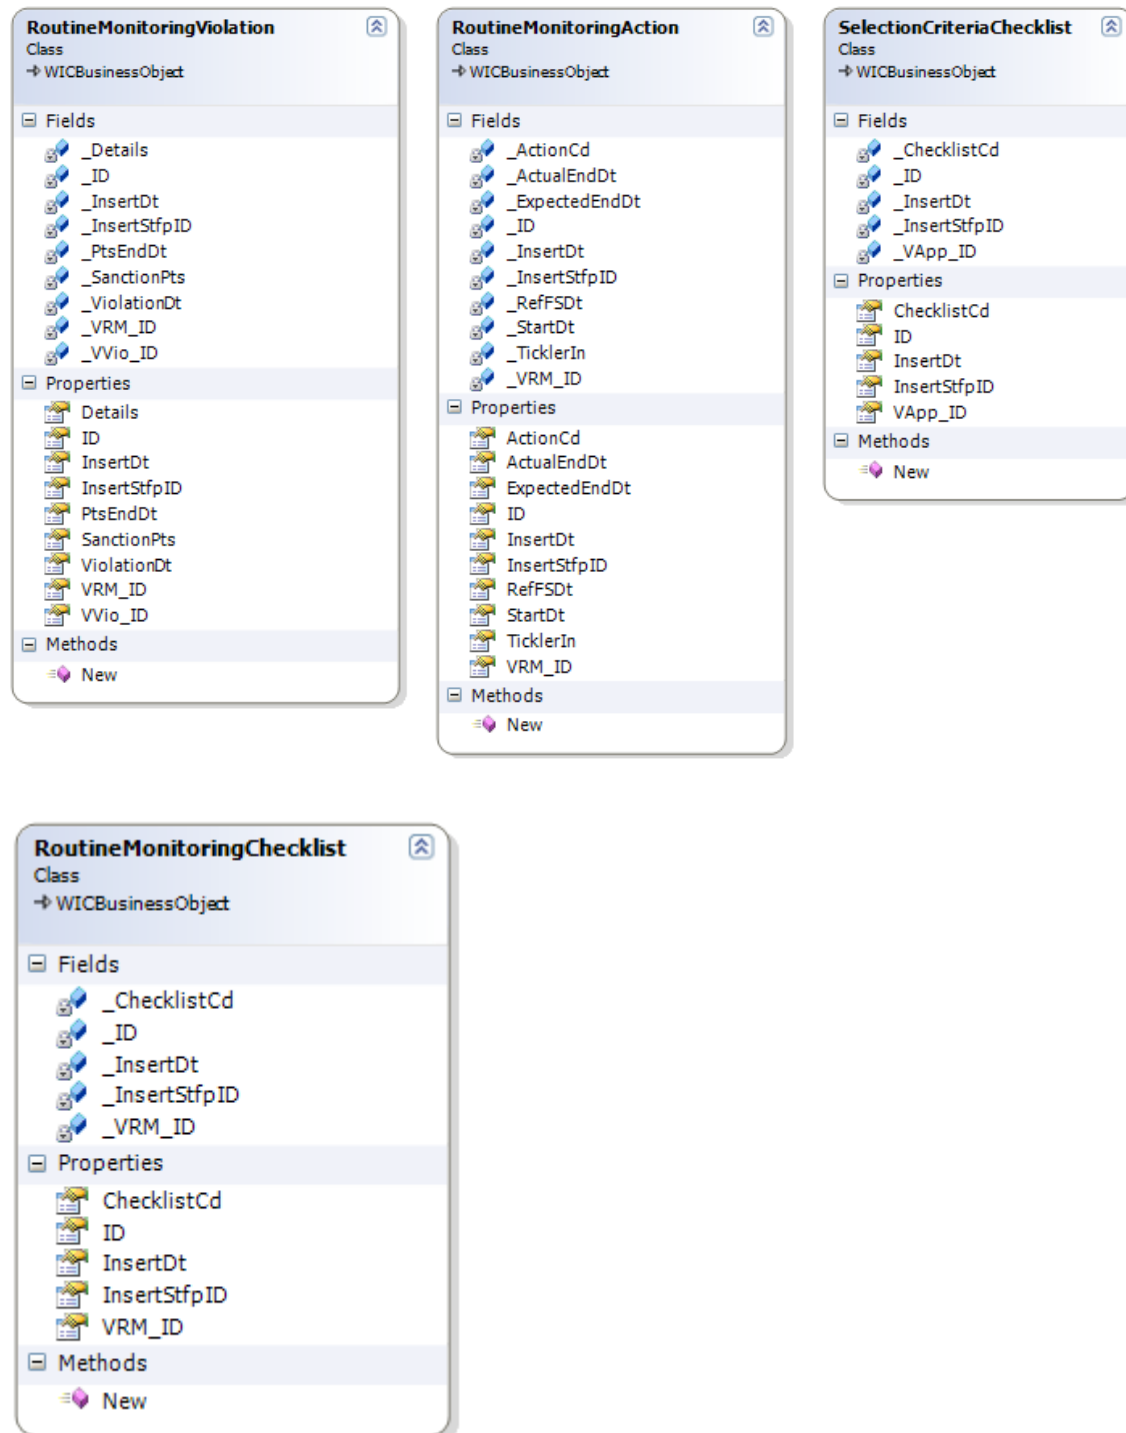 RoutineMonitoringViolation
Class
WICBusinessObject
Fields
_Details
_ID
_InsertDt
_InsertStfpID
_PtsEndDt
_SanctionPts
_ViolationDt
_VRM_ID
_VVio_ID
Properties
Details
ID
InsertDt
InsertStfpID
PtsEndDt
SanctionPts
ViolationDt
VRM_ID
VVio_ID
Methods
New
RoutineMonitoringAction
Class
WICBusinessObject
Fields
_ActionCd
_ActualEndDt
_ExpectedEndDt
_ID
_InsertDt
_InsertStfpID
_RefFSDt
_StartDt
_TicklerIn
_VRM_ID
Properties
ActionCd
ActualEndDt
ExpectedEndDt
ID
InsertDt
InsertStfpID
RefFSDt
StartDt
TicklerIn
VRM_ID
Methods
New
SelectionCriteriaChecklist
Class
WICBusinessObject
Fields
_ChecklistCd
_ID
_InsertDt
_InsertStfpID
_VApp_ID
Properties
ChecklistCd
ID
InsertDt
InsertStfpID
VApp_ID
Methods
New
RoutineMonitoringChecklist
Class
WICBusinessObject
Fields
_ChecklistCd
_ID
_InsertDt
_InsertStfpID
_VRM_ID
Properties
ChecklistCd
ID
InsertDt
InsertStfpID
VRM_ID
Methods
New